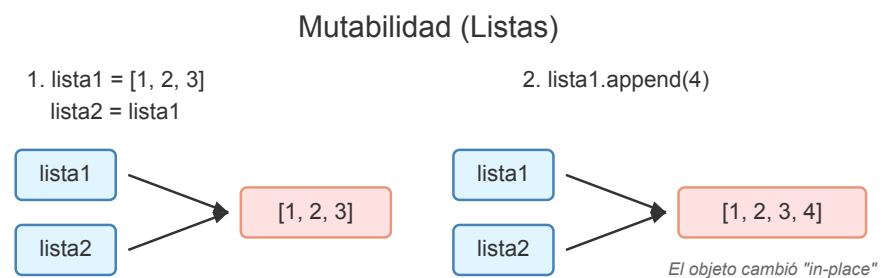 Mutabilidad (Listas)
1. lista1 = [1, 2, 3]
lista2 = lista1
lista1
lista2
[1, 2, 3]
2. lista1.append(4)
lista1
lista2
[1, 2, 3, 4]
El objeto cambió "in-place"